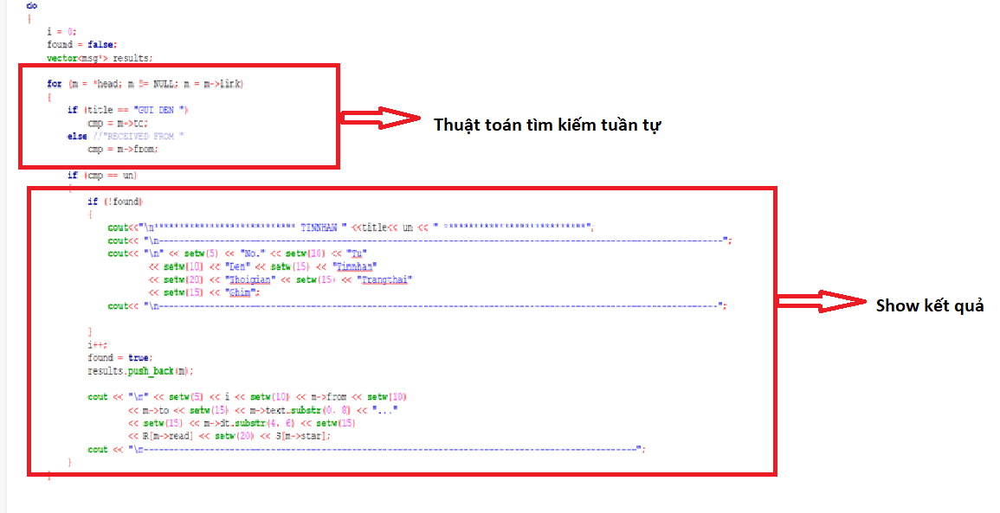 do
{
i = 0;
found = false;
vector<msg*> results;
for (m = *head; m != NULL; m = m->link)
{
if (title == "GUI DEN ")
cmp = m->to;
else //"RECEIVED FROM "
cmp = m->from;
Thuật toán tìm kiếm tuần tự
if (cmp == un)
{
if (!found)
{
cout<<"\n**************************** TINNHAN " <<title<< un << " ****************************";
cout<< "\n--------------------------------------------------------------------------------------------------------------";
cout<< "\n" << setw(5) << "No." << setw(10) << "Tu"
<< setw(10) << "Den" << setw(15) << "Tinnhan"
<< setw(20) << "Thoigian" << setw(15) << "Trangthai"
<< setw(15) << "Ghim";
cout<< "\n--------------------------------------------------------------------------------------------------------------";
Show kết quả
}
i++;
found = true;
results.push_back(m);
cout << "\n" << setw(5) << i << setw(10) << m->from << setw(10)
<< m->to << setw(15) << m->text.substr(0, 8) << "..."
<< setw(15) << m->dt.substr(4, 6) << setw(15)
<< R[m->read] << setw(20) << S[m->star];
cout << "\n-------------------------------------------------------------------------------------------------";
}
}